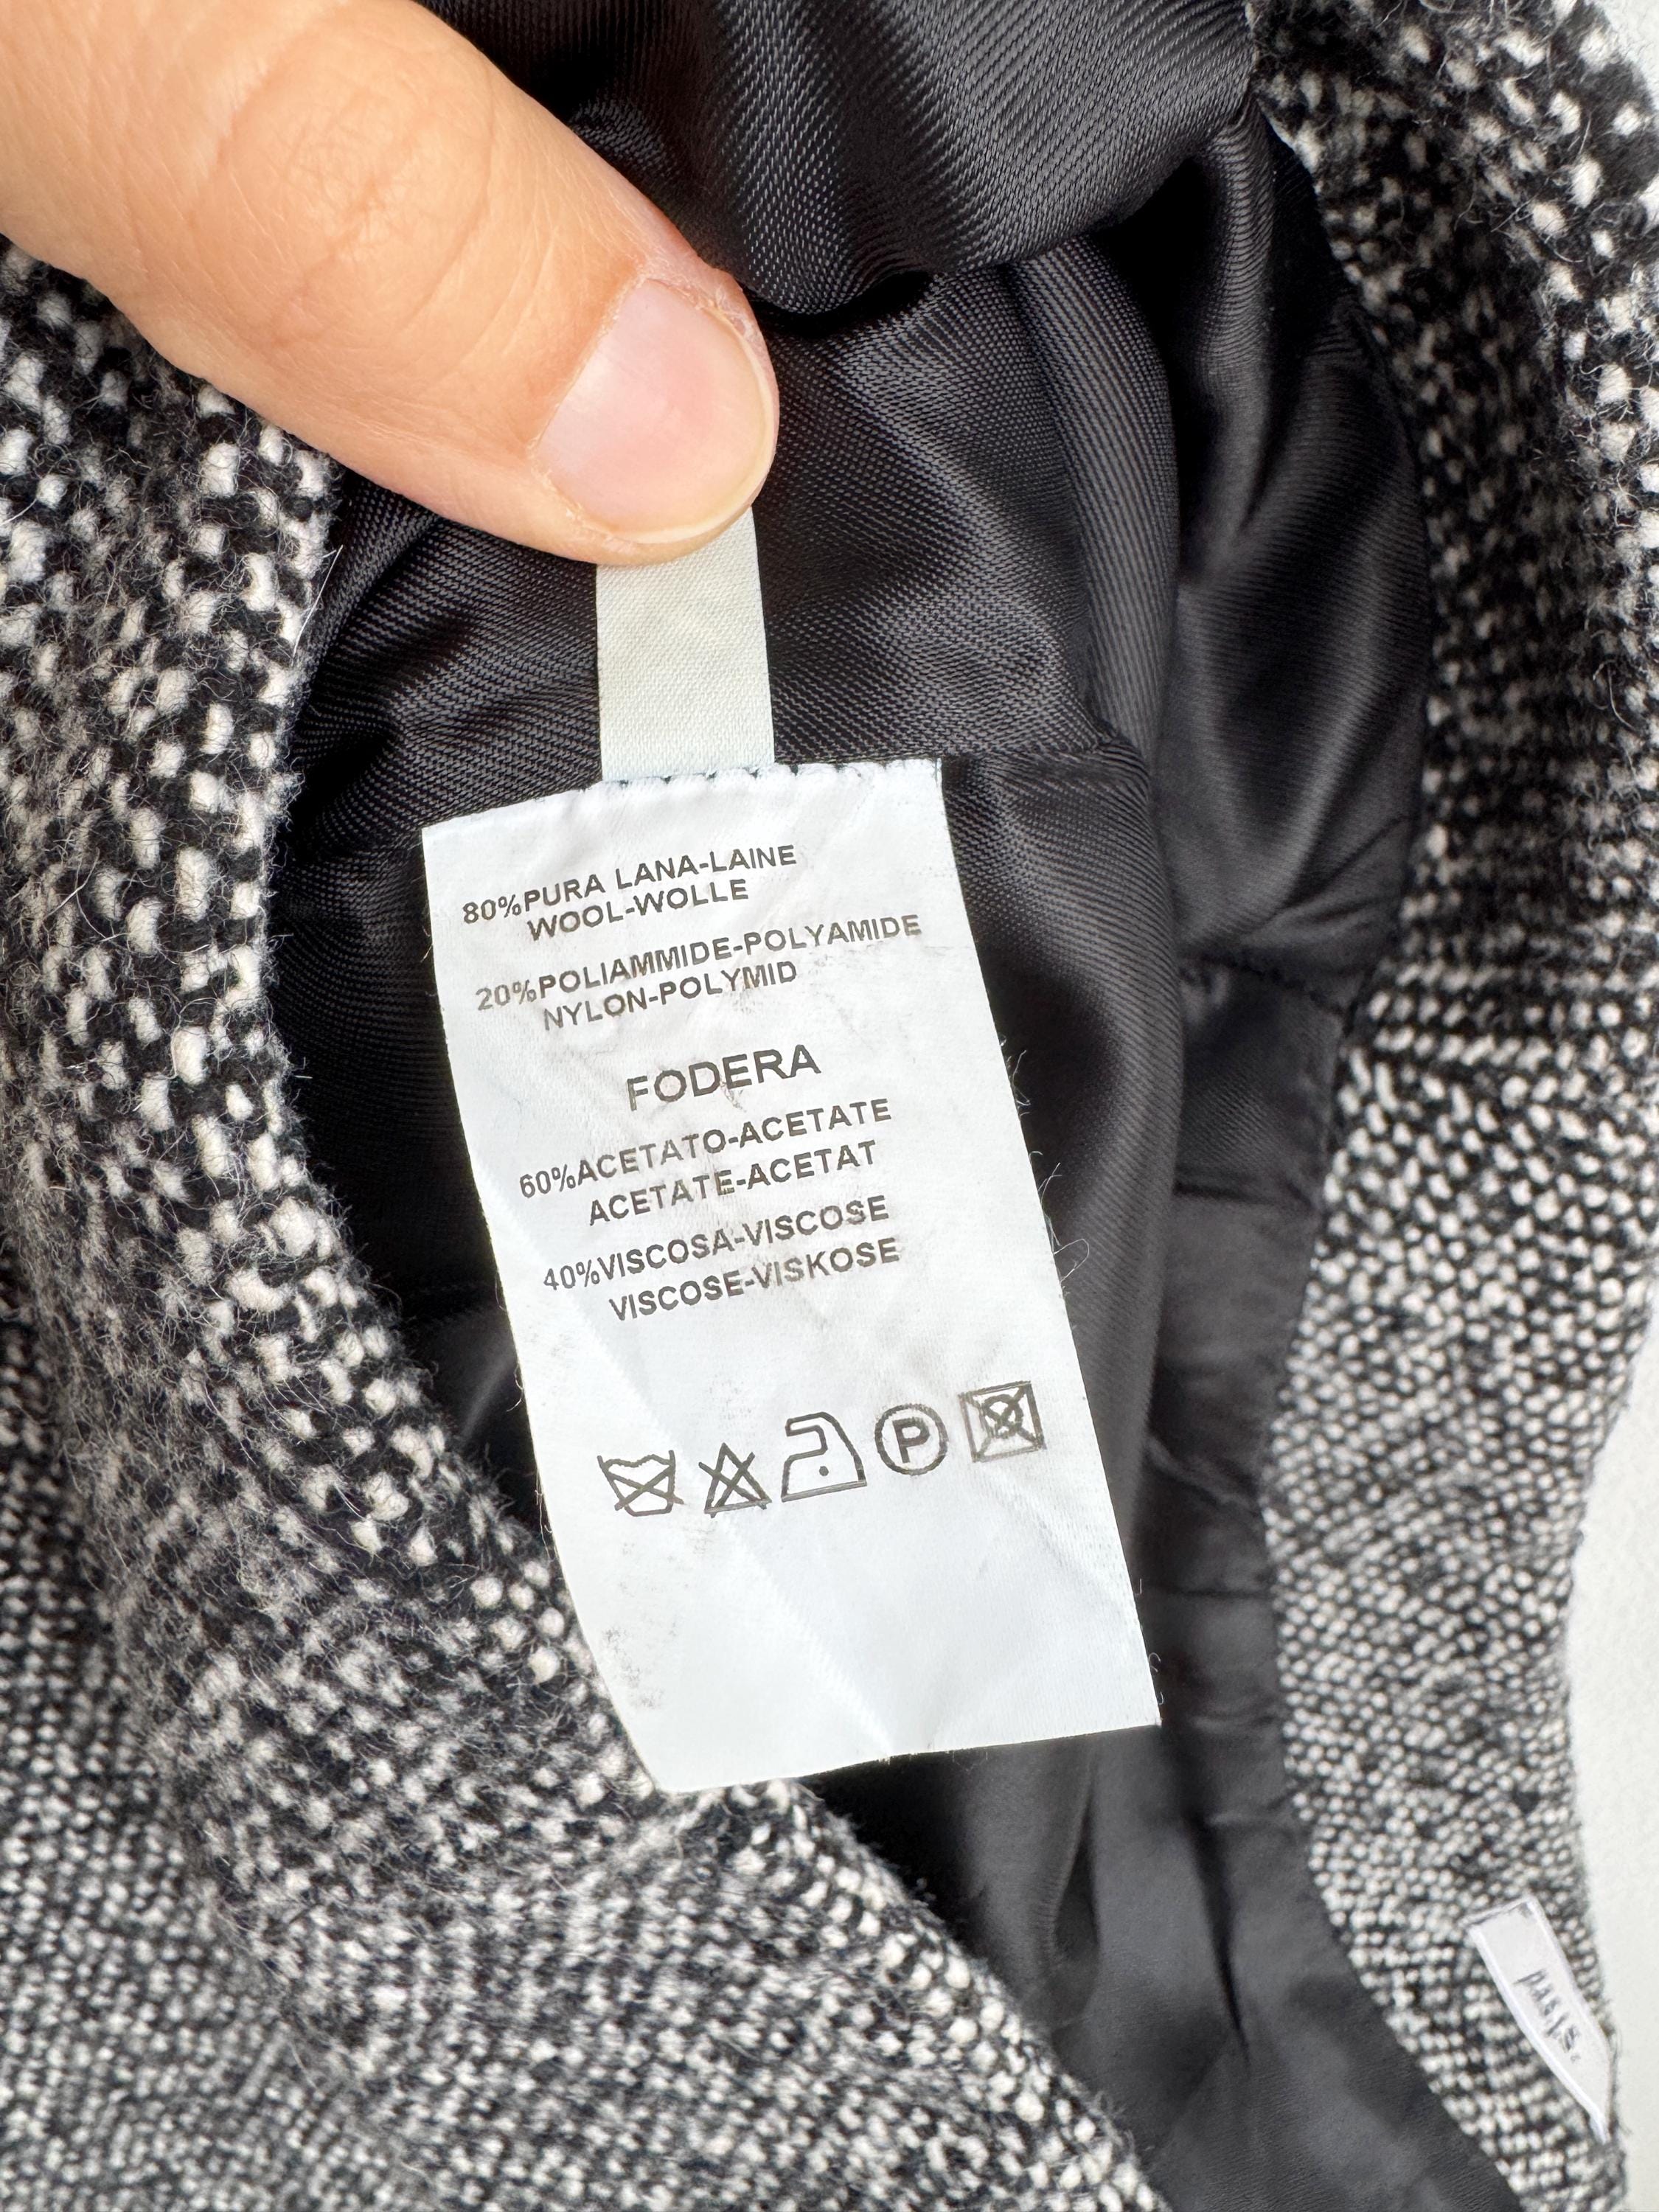 80%PURA LANA-LAINE
WOOL-WOLLE
20%POLIAMMIDE-POLYAMIDE
NYLON-POLYMID
FODERA
60%ACETATO-ACETATE
ACETATE-ACETAT
40%VISCOSA-VISCOSE
VISCOSE-VISKOSE
P